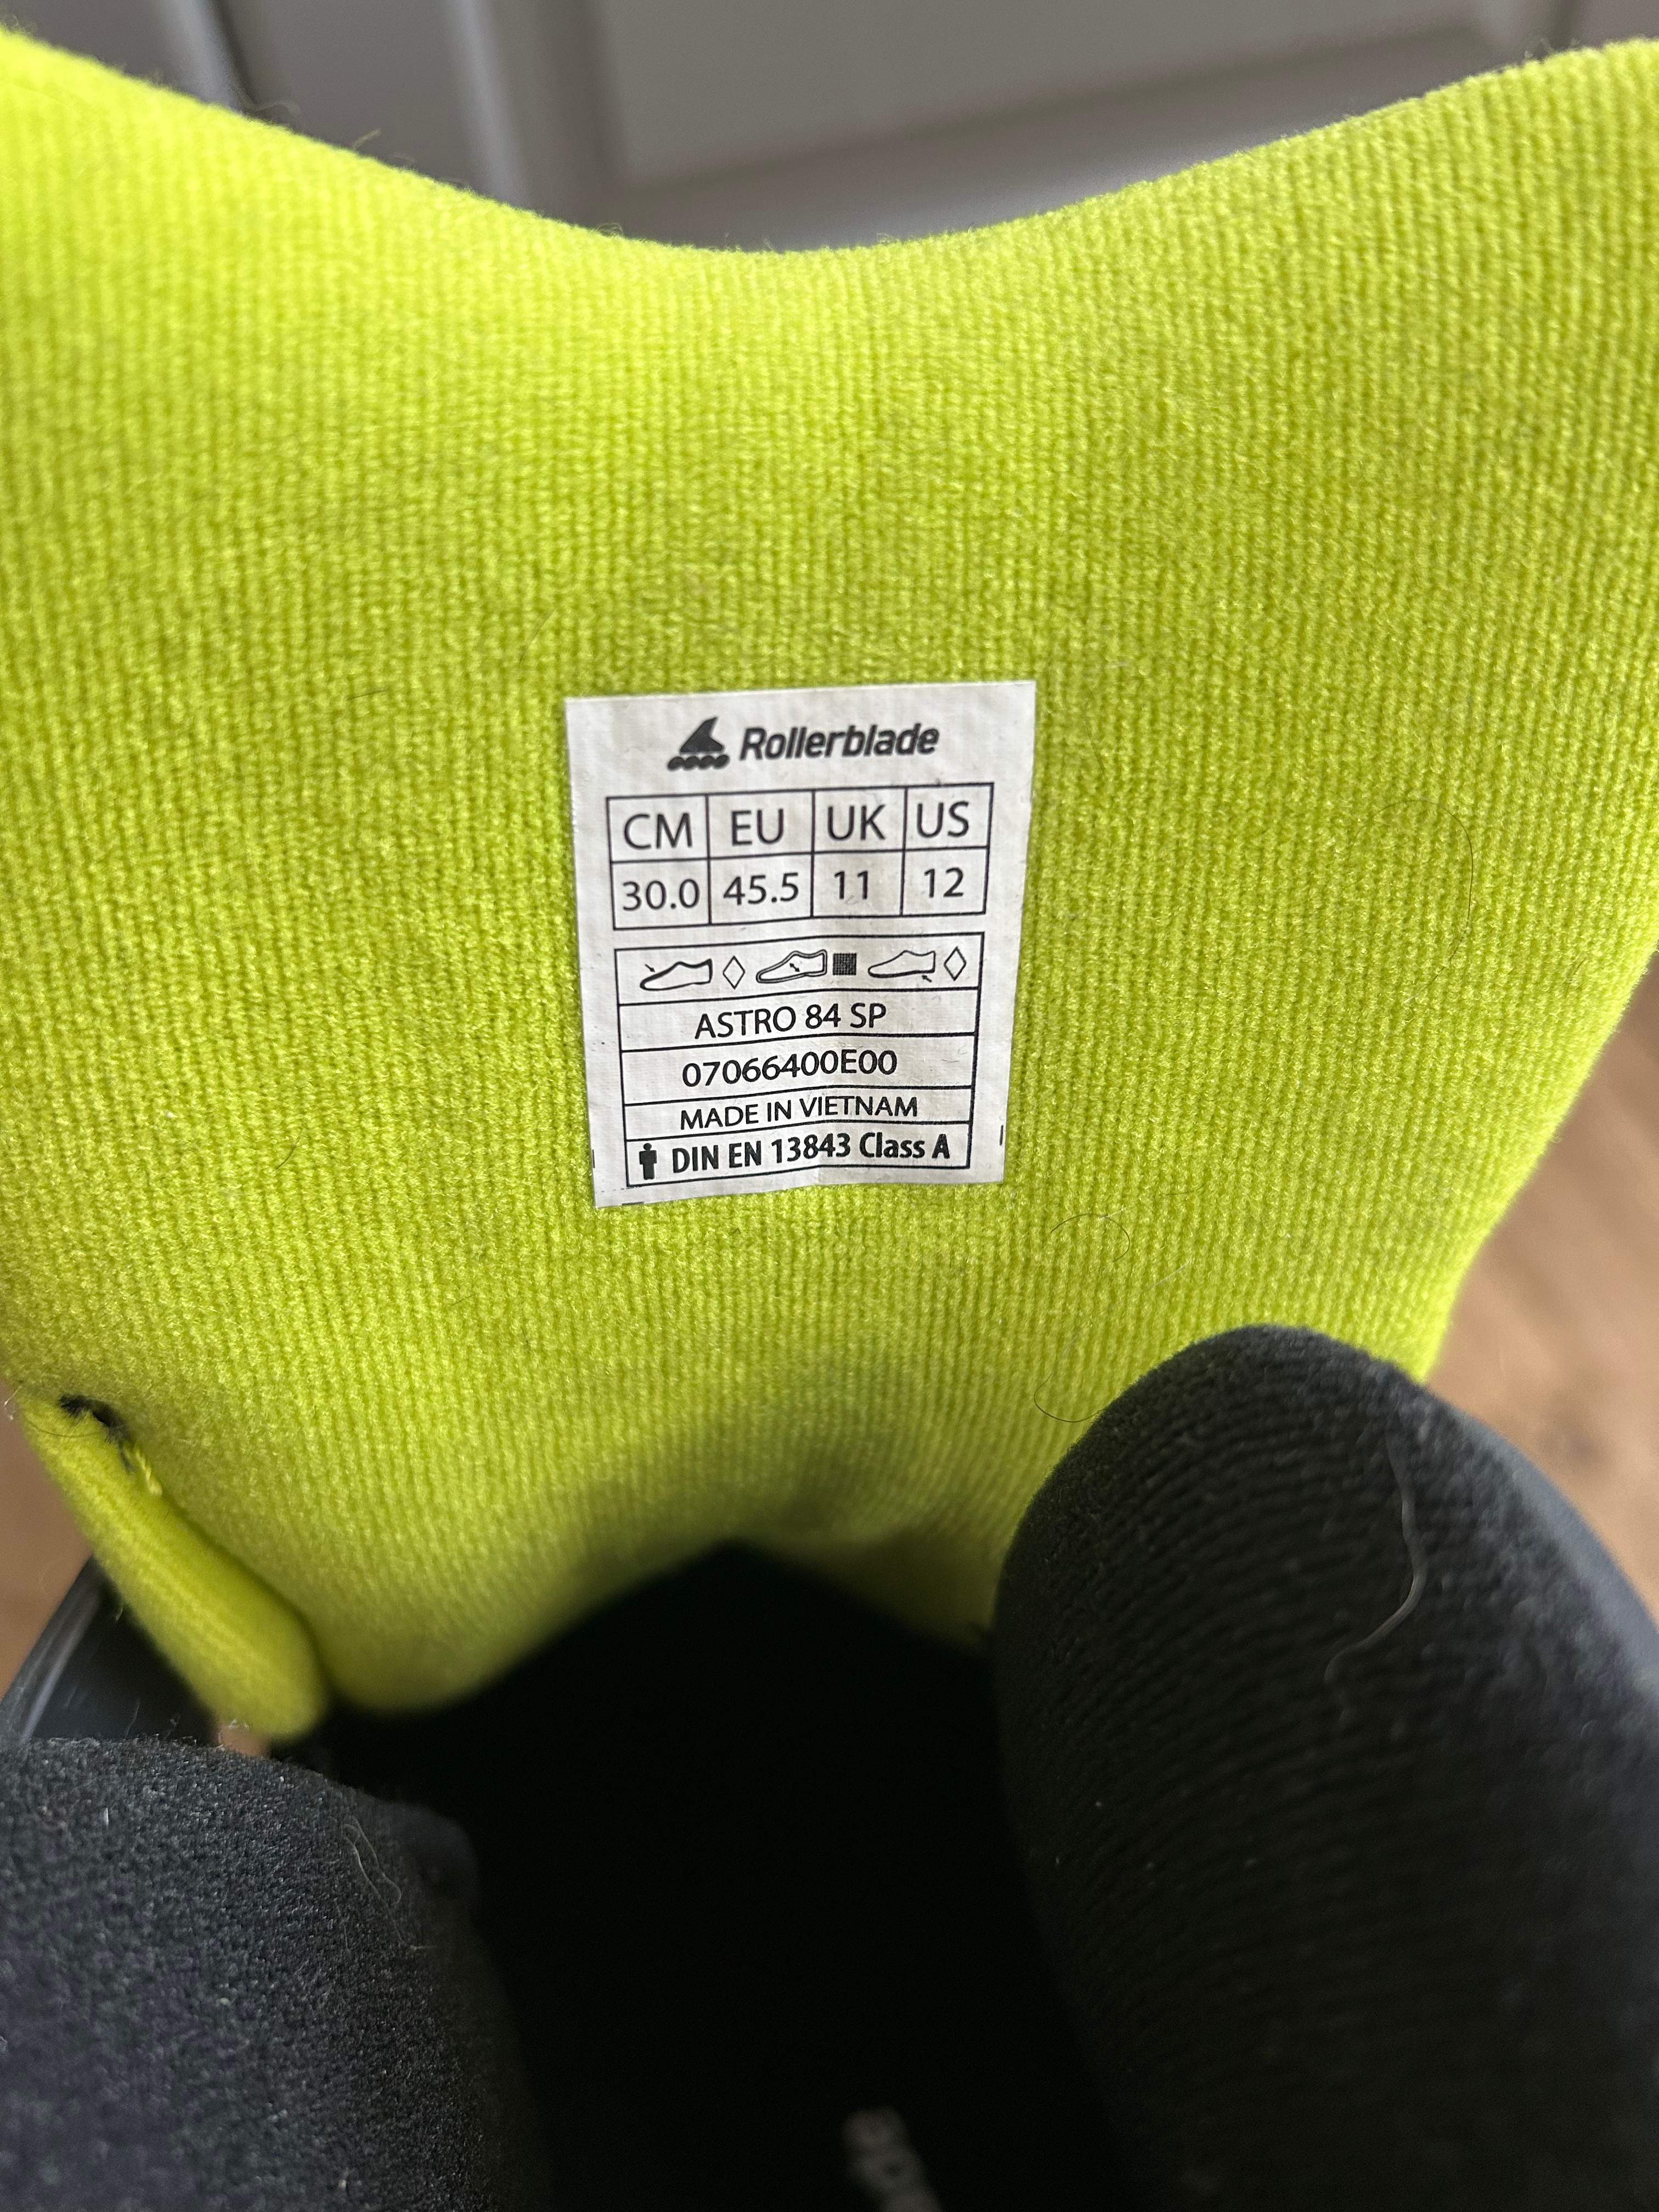 Rollerblade
CM EU UK US
30.0 45.5 11 12
ASTRO 84 SP
07066400E00
MADE IN VIETNAM
DIN EN 13843 Class A